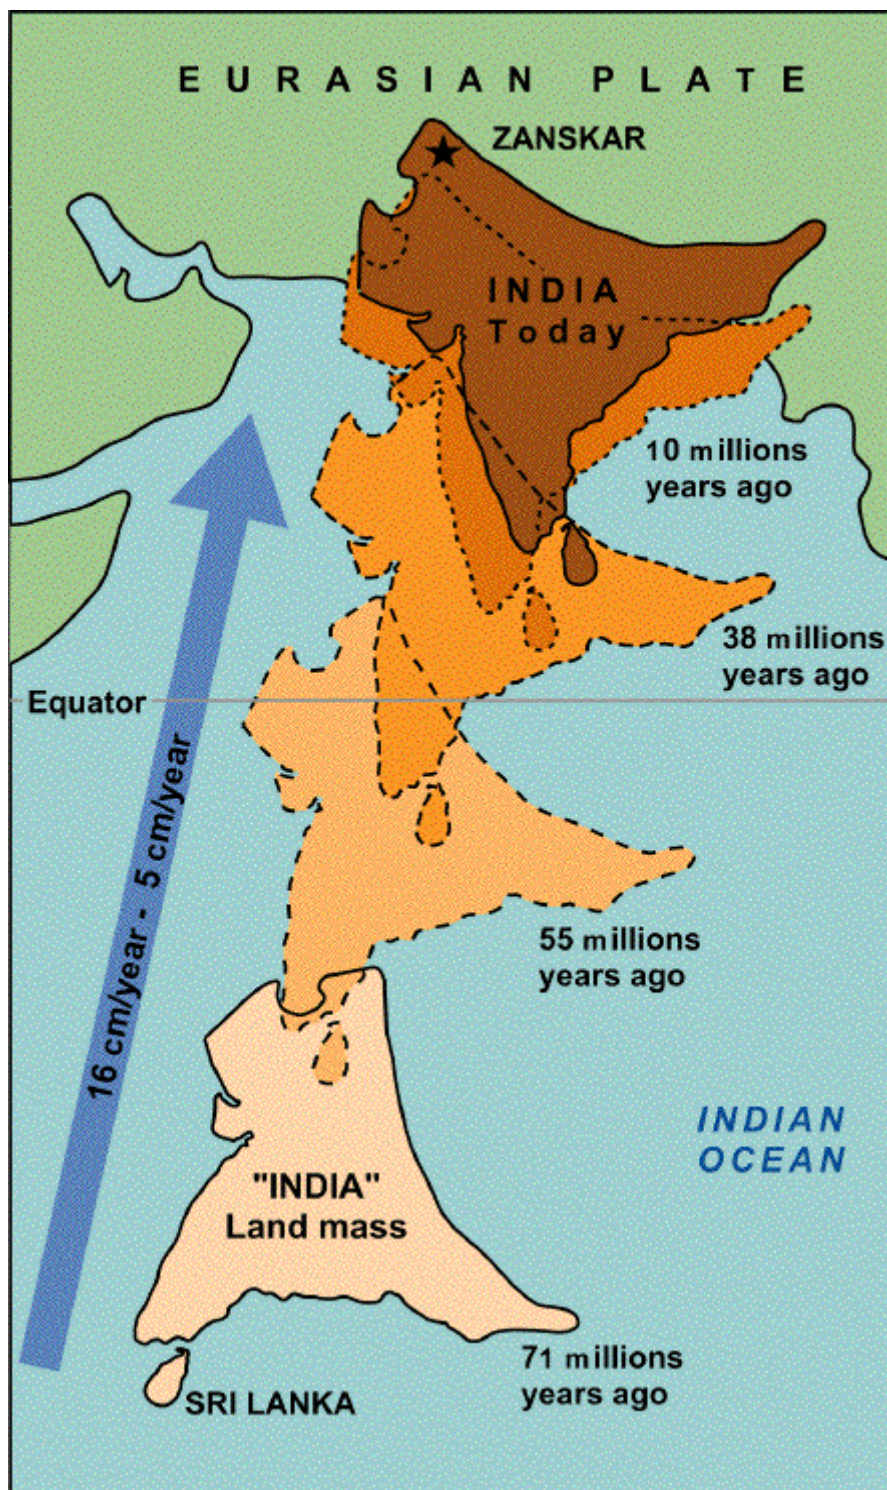 EURASIAN PLATE
ZANSKAR
INDIA
Today
10 millions
years ago
38 millions
years ago
Equator
16 cm/year - 5 cm/year
55 millions
years ago
INDIAN
OCEAN
"INDIA"
Land mass
71 millions
years ago
SRI LANKA